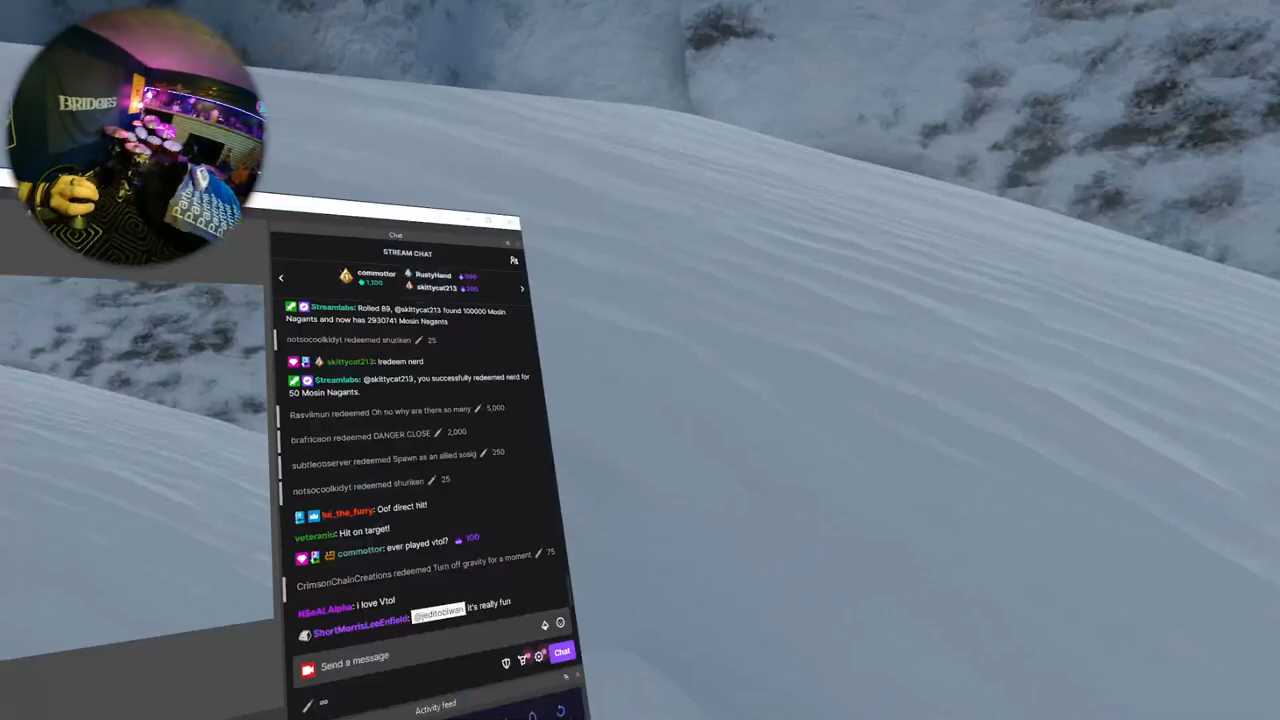 BRIDGES
Chat
STREAM CHAT
commottor
1,100
RustyHand
skittycat213
Streamlabs: Rolled 89, @skittycat213 found 100000 Mosin
Nagants and now has 2930741 Mosin Nagants
notsocoolkidyt redeemed shuriken 25
skittycat213: !redeem nerd
Streamlabs: @skittycat213, you successfully redeemed nerd for
50 Mosin Nagants.
Rasvilmun redeemed Oh no why are there so many 5,000
brafricaon redeemed DANGER CLOSE 2,000
subtleobserver redeemed Spawn as an allied sosig 250
notsocoolkidyt redeemed shuriken 25
lui_the_furry: Oof direct hit!
veteraniu: Hit on target!
commottor: ever played vtol? 100
CrimsonChainCreations redeemed Turn off gravity for a moment 75
NSeALAlpha: i love Vtol
ShortMorrisLeeEnfield: @jeditobiwan it's really fun
Send a message
Chat
Activity feed